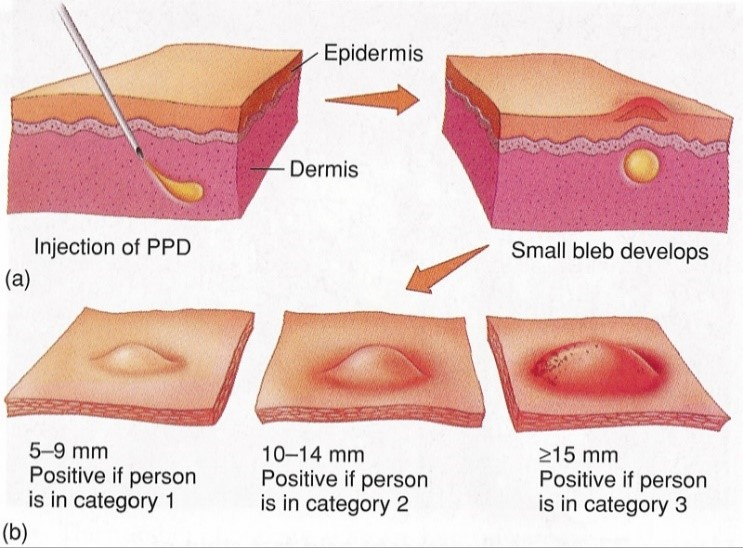 Epidermis
Dermis
Injection of PPD
Small bleb develops
(a)
5–9 mm
Positive if person
is in category 1
10–14 mm
Positive if person
is in category 2
≥15 mm
Positive if person
is in category 3
(b)